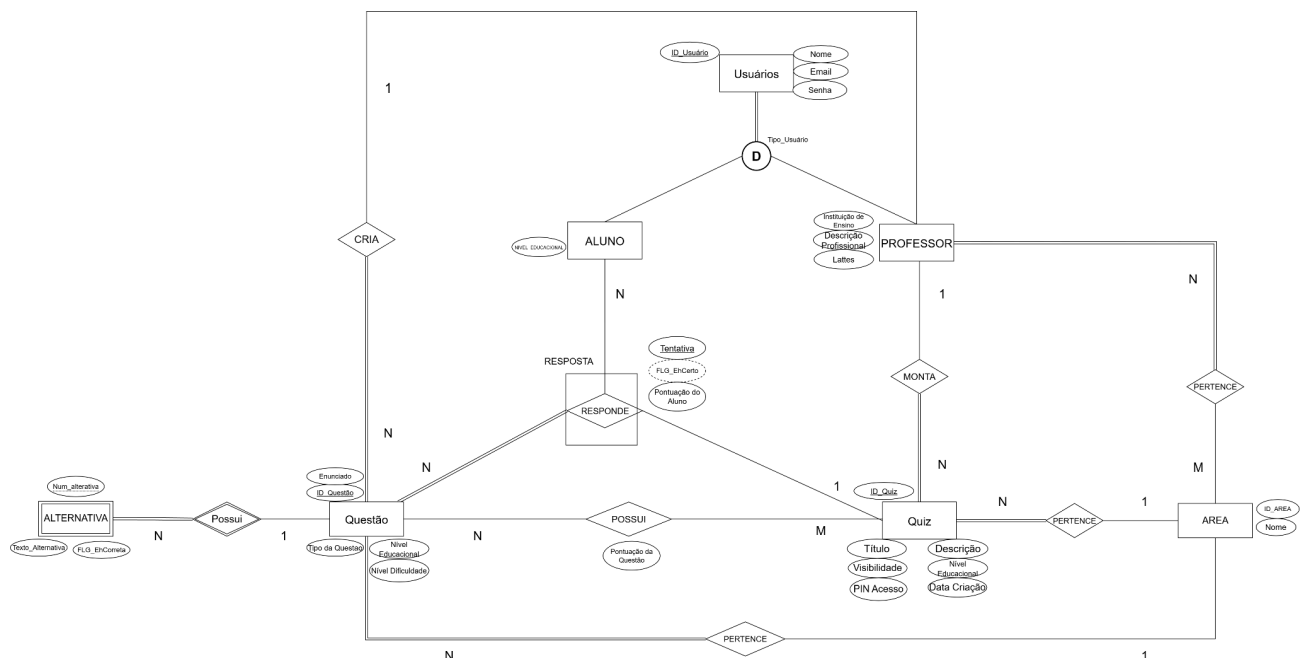 1
ID_Usuário
Usuários
Nome
Email
Senha
Tipo_Usuário
D
CRIA
NIVEL EDUCACIONAL
ALUNO
Instituição de
Ensino
Descrição
Profissional
Lattes
PROFESSOR
N
1
N
RESPOSTA
Tentativa
FLG_EhCerto
Pontuação do
Aluno
RESPONDE
MONTA
PERTENCE
N
N
1
N
M
Num_alterativa
ALTERNATIVA
Texto_Alternativa
FLG_EhCorreta
N
Possui
1
Enunciado
ID_Questão
Questão
Tipo da Questao
Nível
Educacional
Nível Dificuldade
N
POSSUI
Pontuação da
Questão
M
ID_Quiz
Quiz
Título
Visibilidade
PIN Acesso
Descrição
Nível
Educacional
Data Criação
N
PERTENCE
1
AREA
ID_AREA
Nome
N
PERTENCE
1